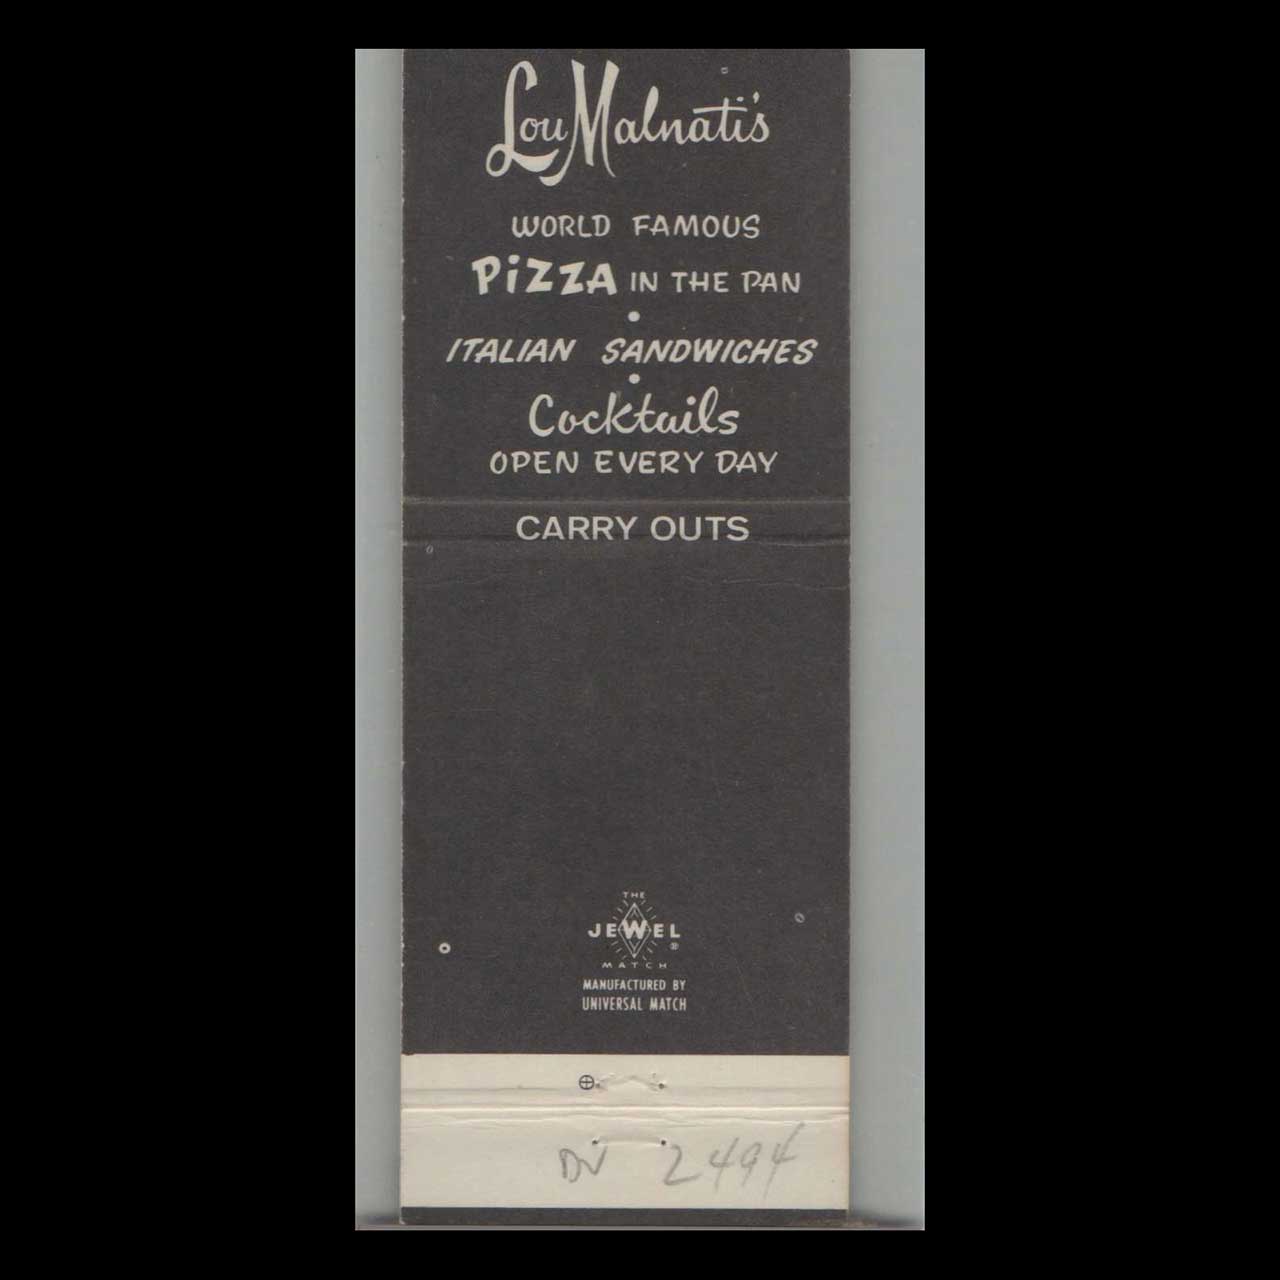 Lou Malnati's
WORLD FAMOUS
PiZZA IN THE PAN
•
ITALIAN SANDWICHES
•
Cocktails
OPEN EVERY DAY
CARRY OUTS
THE
JEWEL
®
MATCH
MANUFACTURED BY
UNIVERSAL MATCH
2494